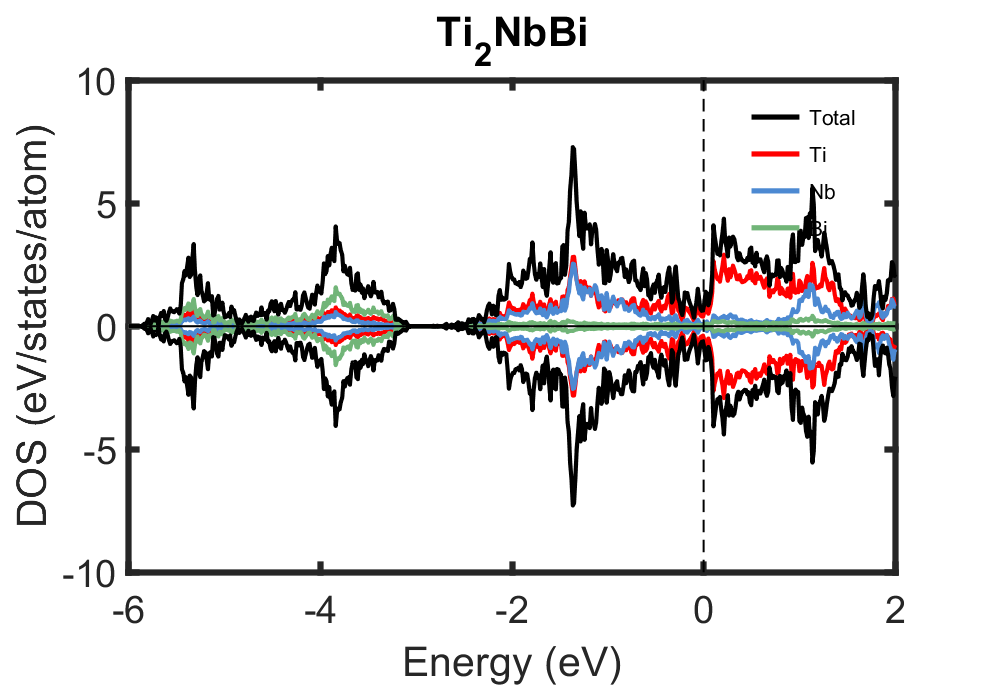 Ti2NbBi
DOS (eV/states/atom)
10
5
0
-5
-10
Total
Ti
Nb
Bi
-6 -4 -2 0 2
Energy (eV)